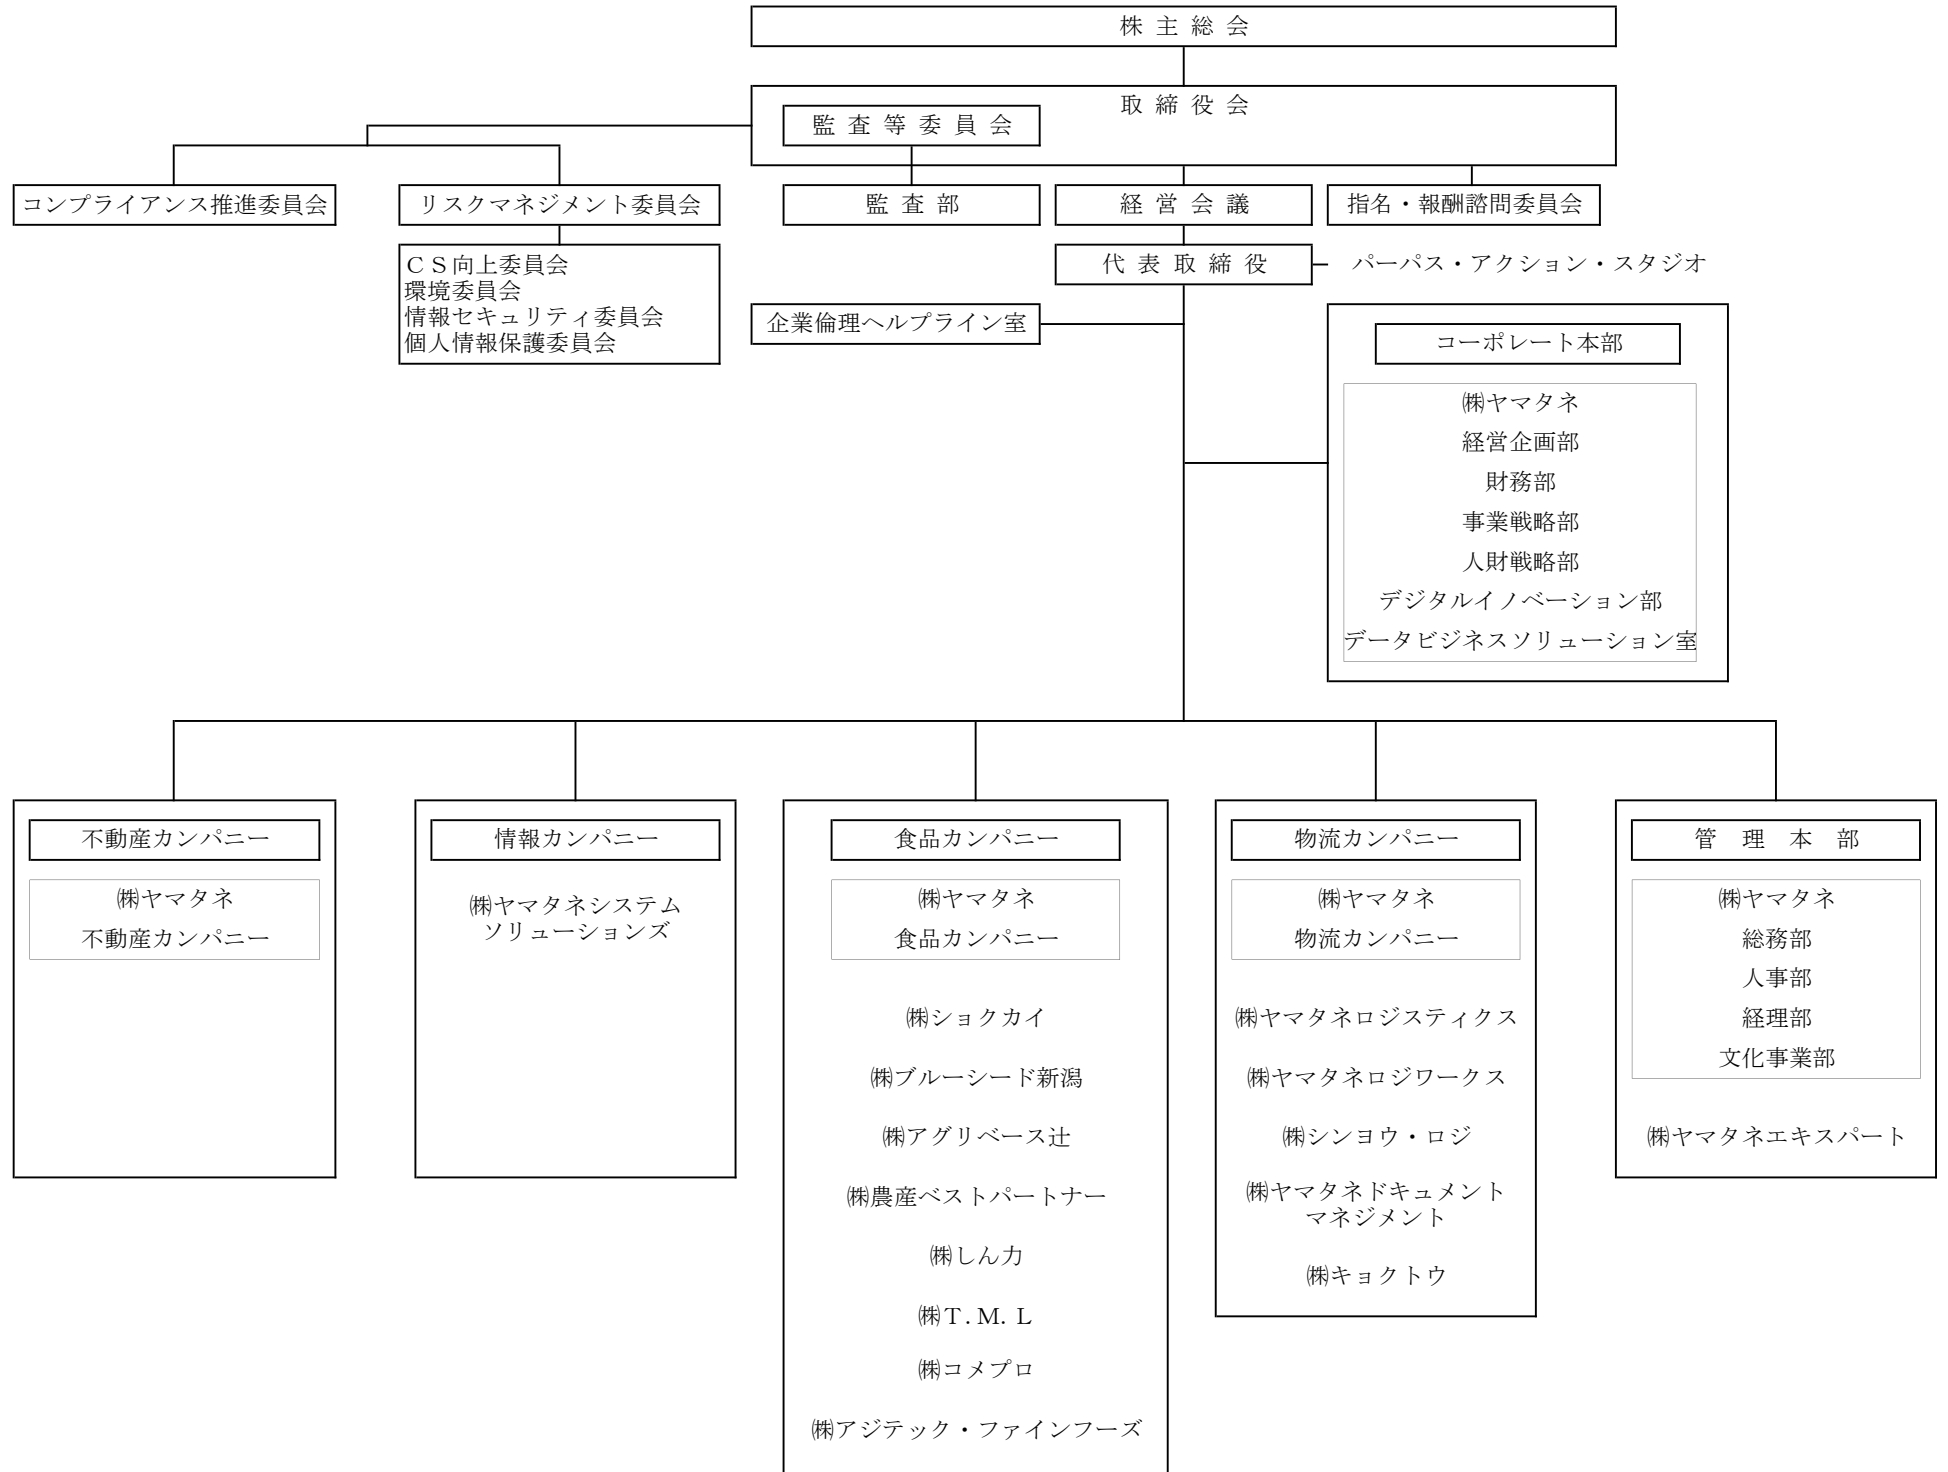 株主総会
取締役会
監査等委員会
コンプライアンス推進委員会
リスクマネジメント委員会
監査部
経営会議
指名・報酬諮問委員会
ＣＳ向上委員会
環境委員会
情報セキュリティ委員会
個人情報保護委員会
代表取締役
パーパス・アクション・スタジオ
企業倫理ヘルプライン室
コーポレート本部
㈱ヤマタネ
経営企画部
財務部
事業戦略部
人財戦略部
デジタルイノベーション部
データビジネスソリューション室
不動産カンパニー
㈱ヤマタネ
不動産カンパニー
情報カンパニー
㈱ヤマタネシステム
ソリューションズ
食品カンパニー
㈱ヤマタネ
食品カンパニー
㈱ショクカイ
㈱ブルーシード新潟
㈱アグリベース辻
㈱農産ベストパートナー
㈱しん力
㈱Ｔ.Ｍ.Ｌ
㈱コメプロ
㈱アジテック・ファインフーズ
物流カンパニー
㈱ヤマタネ
物流カンパニー
㈱ヤマタネロジスティクス
㈱ヤマタネロジワークス
㈱シンヨウ・ロジ
㈱ヤマタネドキュメント
マネジメント
㈱キョクトウ
管理本部
㈱ヤマタネ
総務部
人事部
経理部
文化事業部
㈱ヤマタネエキスパート